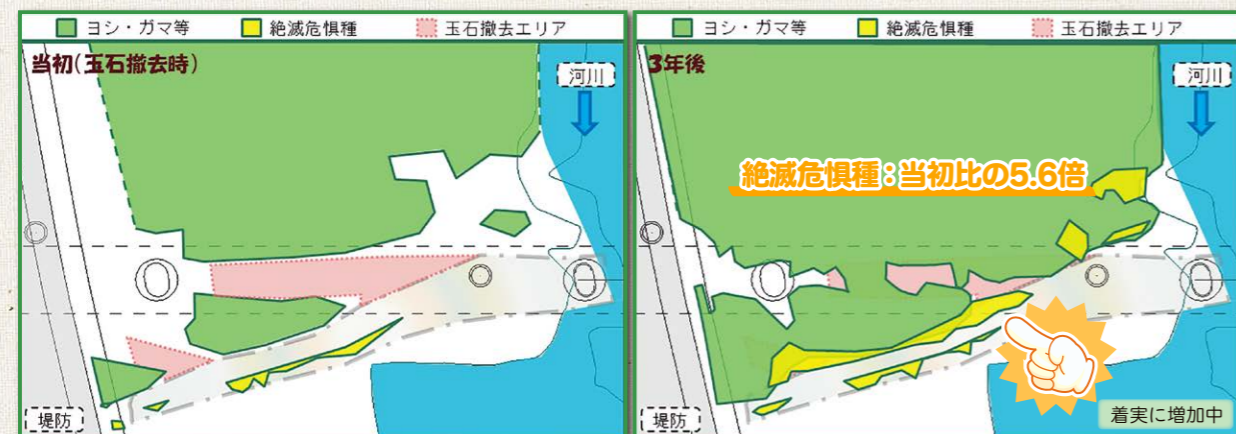 ヨシ・ガマ等 絶滅危惧種 玉石撤去エリア
当初(玉石撤去時)
河川
堤防
ヨシ・ガマ等 絶滅危惧種 玉石撤去エリア
3年後
河川
絶滅危惧種:当初比の5.6倍
堤防
着実に増加中